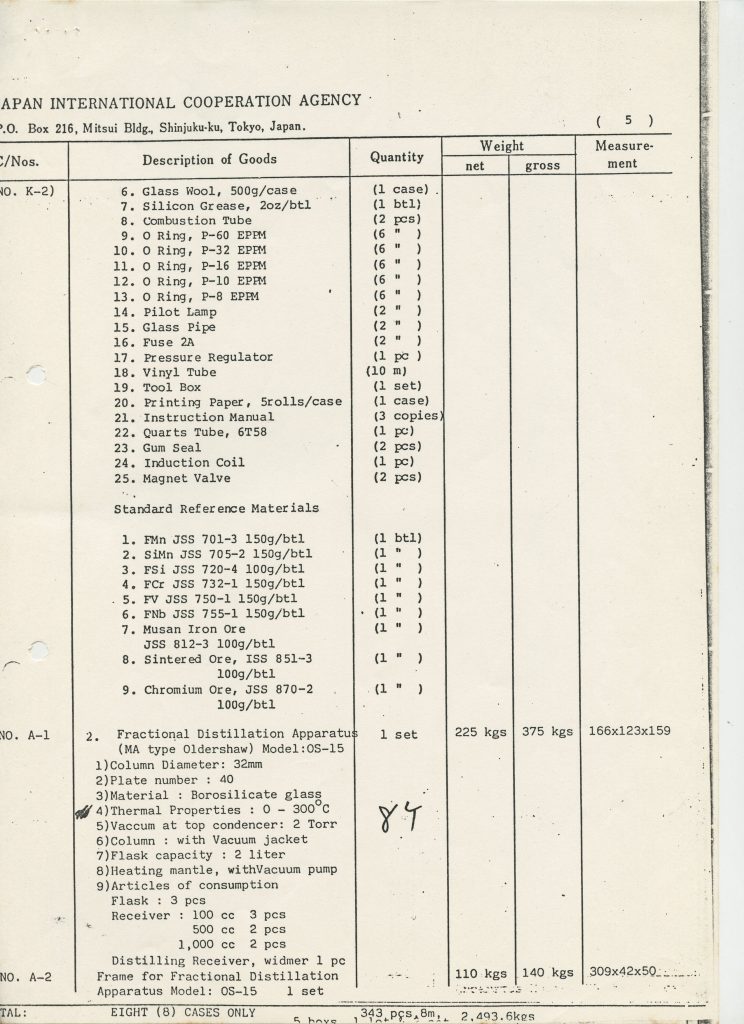 APAN INTERNATIONAL COOPERATION AGENCY
P.O. Box 216, Mitsui Bldg., Shinjuku-ku, Tokyo, Japan.
( 5 )
C/Nos. Description of Goods Quantity Weight net gross Measure-ment
NO. K-2) 6. Glass Wool, 500g/case (1 case)
7. Silicon Grease, 2oz/btl (1 btl)
8. Combustion Tube (2 pcs)
9. O Ring, P-60 EPPM (6 " )
10. O Ring, P-32 EPPM (6 " )
11. O Ring, P-16 EPPM (6 " )
12. O Ring, P-10 EPPM (6 " )
13. O Ring, P-8 EPPM (6 " )
14. Pilot Lamp (2 " )
15. Glass Pipe (2 " )
16. Fuse 2A (2 " )
17. Pressure Regulator (1 pc )
18. Vinyl Tube (10 m)
19. Tool Box (1 set)
20. Printing Paper, 5rolls/case (1 case)
21. Instruction Manual (3 copies)
22. Quarts Tube, 6T58 (1 pc)
23. Gum Seal (2 pcs)
24. Induction Coil (1 pc)
25. Magnet Valve (2 pcs)
Standard Reference Materials
1. FMn JSS 701-3 150g/btl (1 btl)
2. SiMn JSS 705-2 150g/btl (1 " )
3. FSi JSS 720-4 100g/btl (1 " )
4. FCr JSS 732-1 150g/btl (1 " )
5. FV JSS 750-1 150g/btl (1 " )
6. FNb JSS 755-1 150g/btl (1 " )
7. Musan Iron Ore (1 " )
JSS 812-3 100g/btl
8. Sintered Ore, ISS 851-3 (1 " )
100g/btl
9. Chromium Ore, JSS 870-2 (1 " )
100g/btl
NO. A-1 2. Fractional Distillation Apparatus 1 set 225 kgs 375 kgs 166x123x159
(MA type Oldershaw) Model:OS-15
1)Column Diameter: 32mm
2)Plate number : 40
3)Material : Borosilicate glass
4)Thermal Properties : 0 - 300°C
84
5)Vaccum at top condencer: 2 Torr
6)Column : with Vacuum jacket
7)Flask capacity : 2 liter
8)Heating mantle, withVacuum pump
9)Articles of consumption
Flask : 3 pcs
Receiver : 100 cc 3 pcs
500 cc 2 pcs
1,000 cc 2 pcs
Distilling Receiver, widmer 1 pc
NO. A-2 Frame for Fractional Distillation 110 kgs 140 kgs 309x42x50
Apparatus Model: OS-15 1 set
TAL: EIGHT (8) CASES ONLY 343 pcs, 8m, 2,493.6kgs